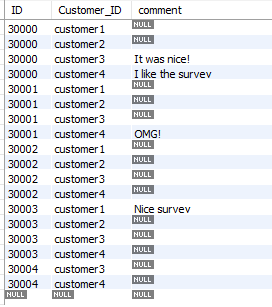 ID Customer_ID comment
30000 customer1 NULL
30000 customer2 NULL
30000 customer3 It was nice!
30000 customer4 I like the survev
30001 customer1 NULL
30001 customer2 NULL
30001 customer3 NULL
30001 customer4 OMG!
30002 customer1 NULL
30002 customer2 NULL
30002 customer3 NULL
30002 customer4 NULL
30003 customer1 Nice survev
30003 customer2 NULL
30003 customer3 NULL
30003 customer4 NULL
30004 customer3 NULL
30004 customer4 NULL
NULL NULL NULL